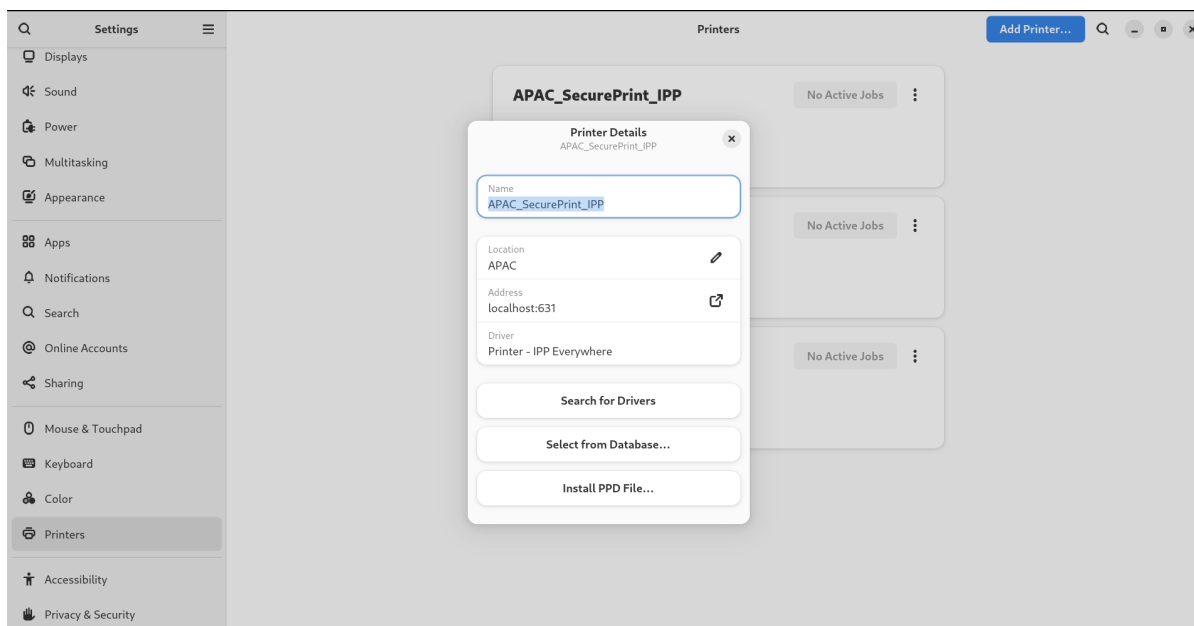 Settings
Displays
Sound
Power
Multitasking
Appearance
Apps
Notifications
Search
Online Accounts
Sharing
Mouse & Touchpad
Keyboard
Color
Printers
Accessibility
Privacy & Security
Printers
Add Printer...
APAC_SecurePrint_IPP
No Active Jobs
No Active Jobs
No Active Jobs
Printer Details
APAC_SecurePrint_IPP
Name
APAC_SecurePrint_IPP
Location
APAC
Address
localhost:631
Driver
Printer - IPP Everywhere
Search for Drivers
Select from Database...
Install PPD File...